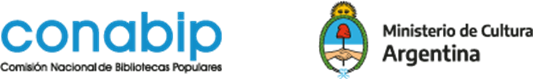 conabip
Comisión Nacional de Bibliotecas Populares
Ministerio de Cultura
Argentina